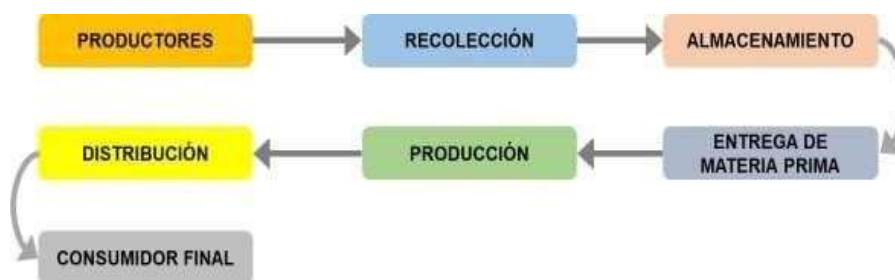 PRODUCTORES
RECOLECCIÓN
ALMACENAMIENTO
ENTREGA DE
MATERIA PRIMA
PRODUCCIÓN
DISTRIBUCIÓN
CONSUMIDOR FINAL